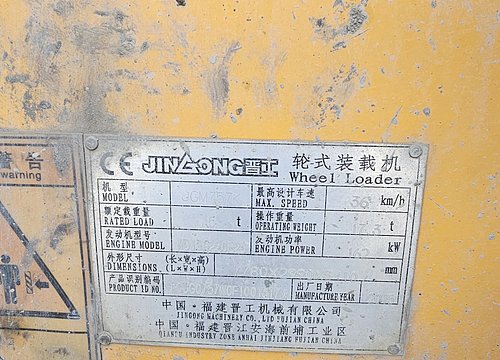 警 告
warning
CE JINGONG晋工 轮式装载机
Wheel Loader
机型
MODEL
最高设计车速
MAX. SPEED 36 km/h
额定载重量
RATED LOAD t
操作重量
OPERATING WEIGHT t
发动机型号
ENGINE MODEL
发动机功率
ENGINE POWER kW
外形尺寸 (长×宽×高)
DIMENSIONS (L×W×H) mm
产品识别编码
PRODUCT ID NO.
出厂日期
MANUFACTURE YEAR
中国·福建晋工机械有限公司
JINGONG MACHINERY CO., LTD FUJIAN CHINA
中国·福建晋江安海前埔工业区
QIANPU INDUSTRY ZONE ANHAI JINJIANG FUJIAN CHINA